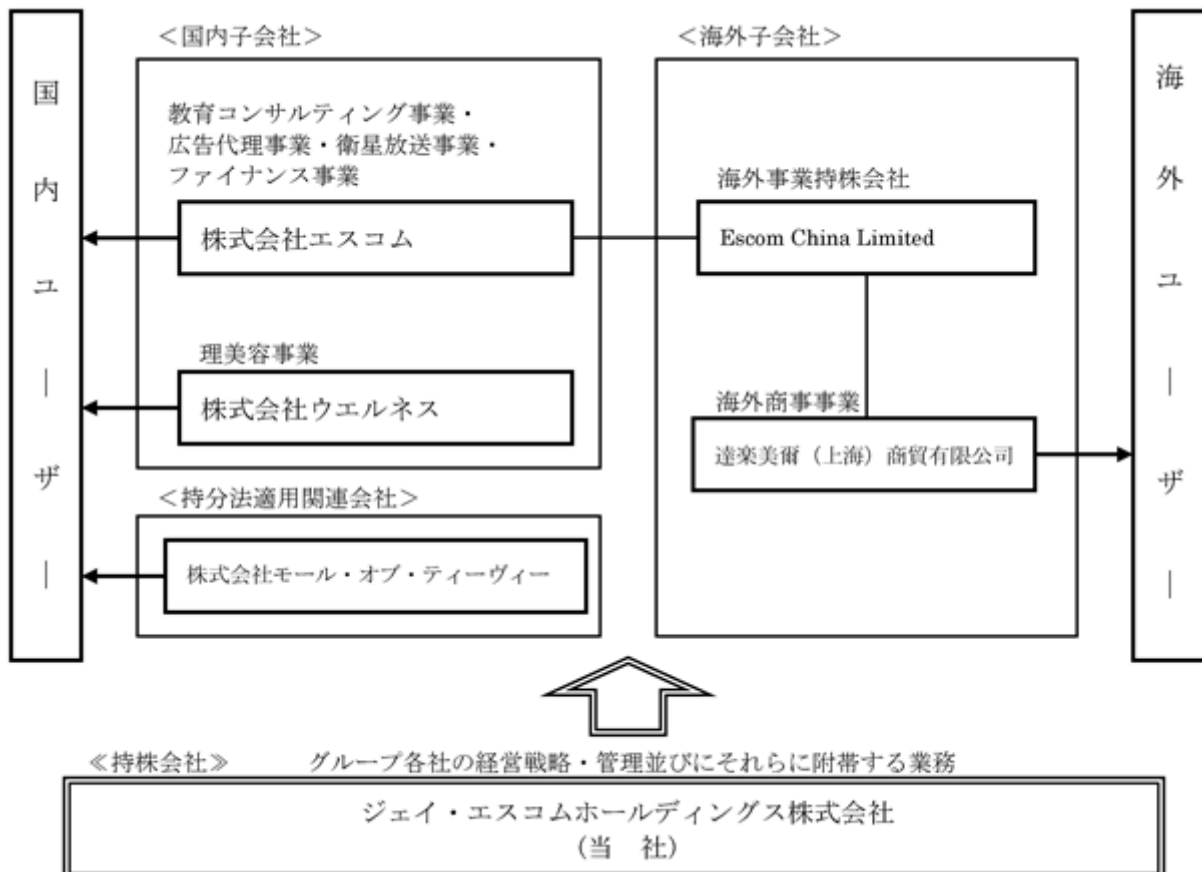 国内ユーザー
＜国内子会社＞
教育コンサルティング事業・
広告代理事業・衛星放送事業・
ファイナンス事業
株式会社エスコム
理美容事業
株式会社ウエルネス
＜持分法適用関連会社＞
株式会社モール・オブ・ティーヴィー
＜海外子会社＞
海外事業持株会社
Escom China Limited
海外商事事業
達楽美爾（上海）商貿有限公司
海外ユーザー
≪持株会社≫　グループ各社の経営戦略・管理並びにそれらに附帯する業務
ジェイ・エスコムホールディングス株式会社
（当　社）